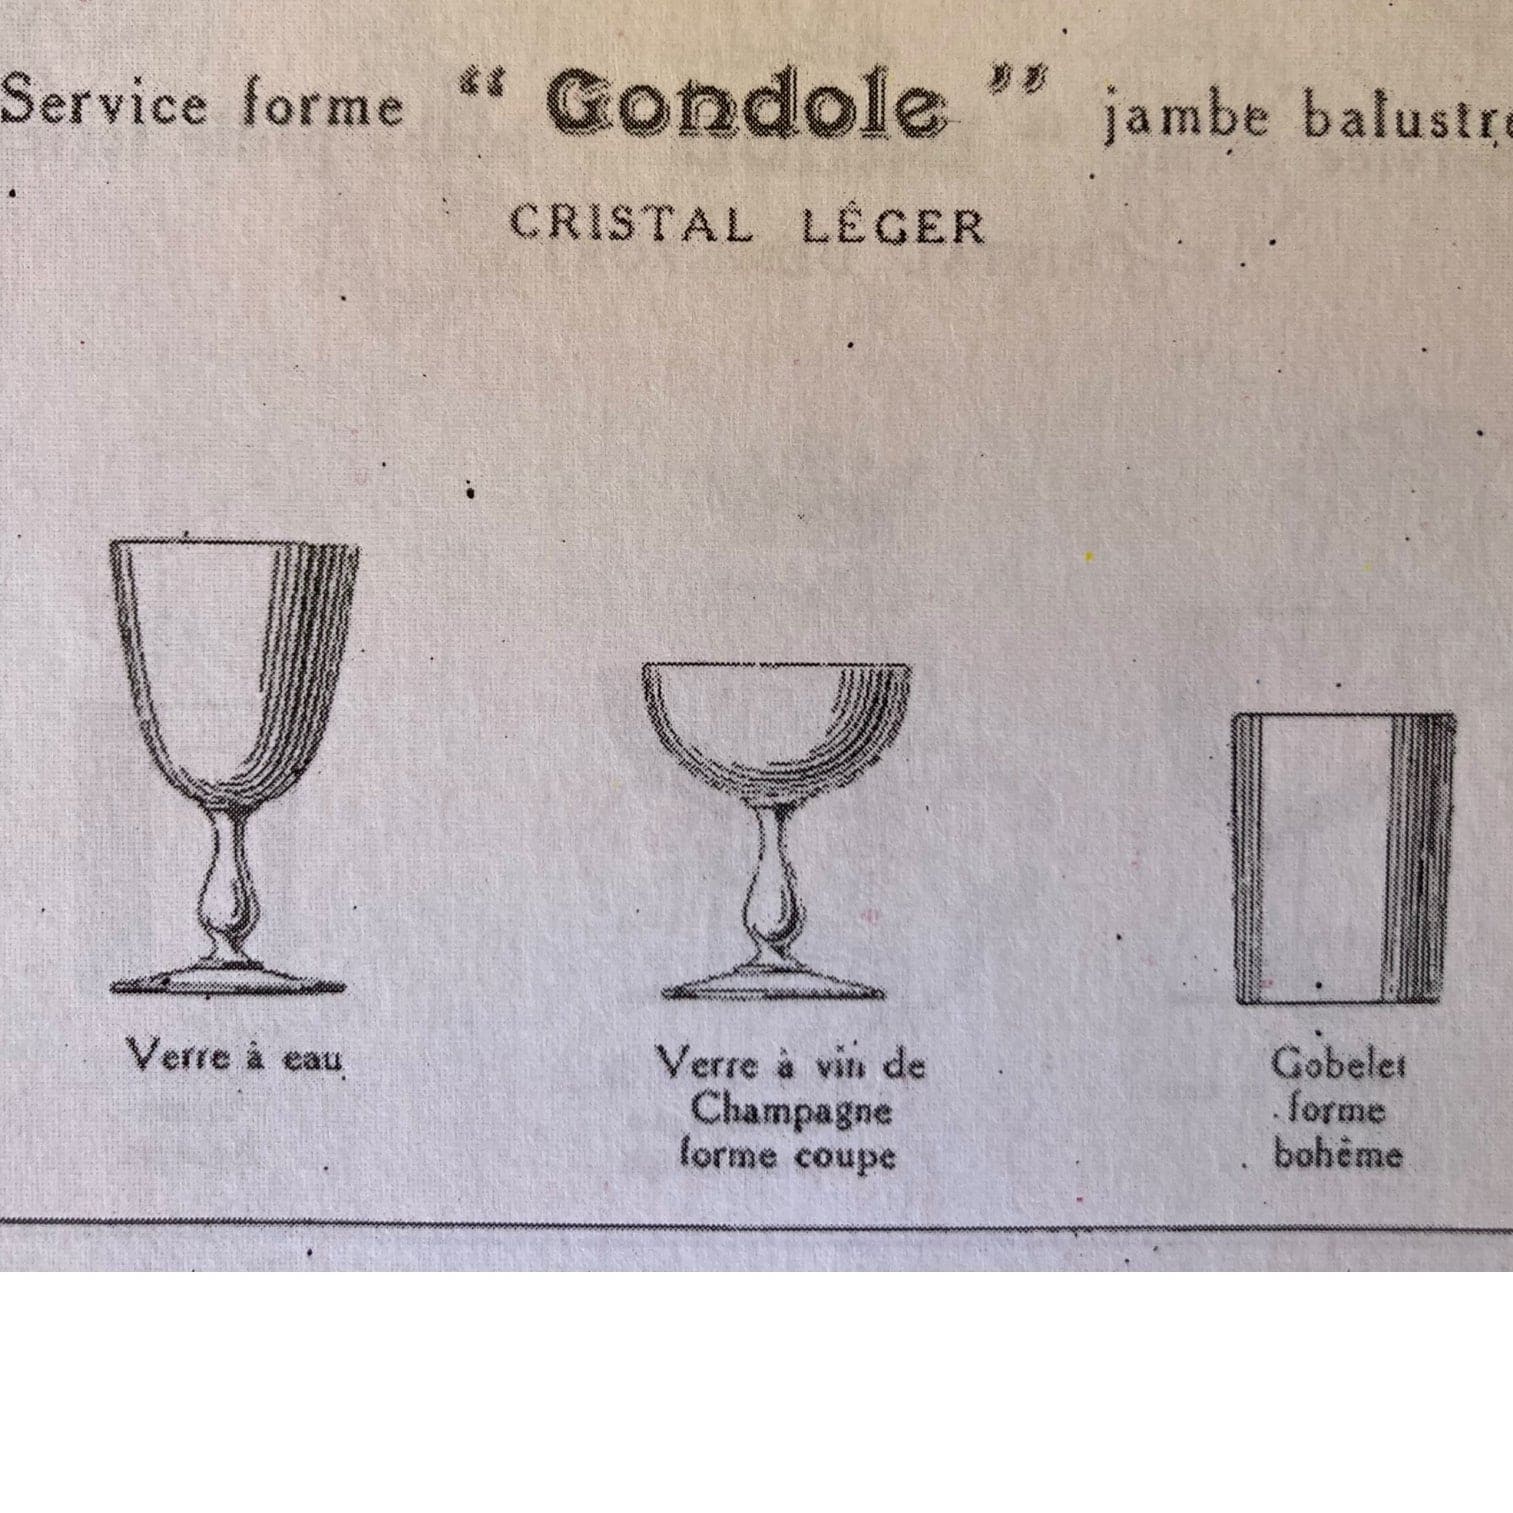 Service forme “ Gondole ” jambe balustre
CRISTAL LÉGER
Verre à eau
Verre à vin de
Champagne
forme coupe
Gobelet
forme
bohême